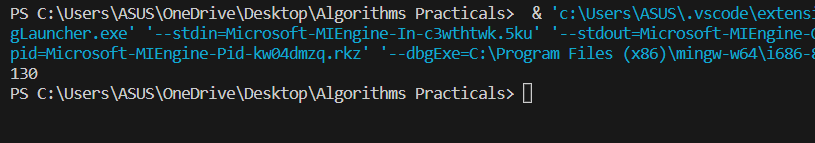 PS C:\Users\ASUS\OneDrive\Desktop\Algorithms Practicals>  & 'c:\Users\ASUS\.vscode\extensi
gLauncher.exe' '--stdin=Microsoft-MIEngine-In-c3wthtwk.5ku' '--stdout=Microsoft-MIEngine-
pid=Microsoft-MIEngine-Pid-kw04dmzq.rkz' '--dbgExe=C:\Program Files (x86)\mingw-w64\i686-
130
PS C:\Users\ASUS\OneDrive\Desktop\Algorithms Practicals>